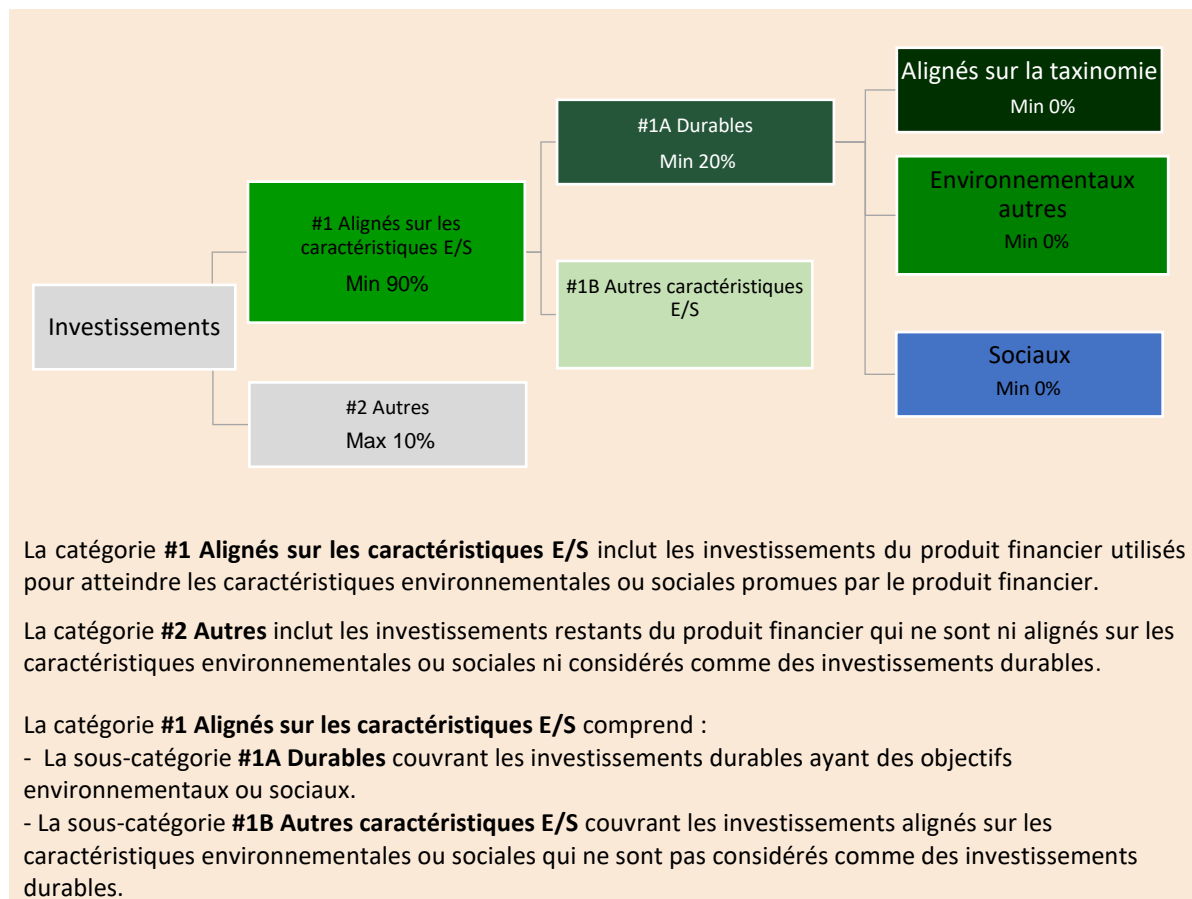 Investissements
#1 Alignés sur les
caractéristiques E/S
Min 90%
#2 Autres
Max 10%
#1A Durables
Min 20%
#1B Autres caractéristiques
E/S
Alignés sur la taxinomie
Min 0%
Environnementaux
autres
Min 0%
Sociaux
Min 0%
La catégorie #1 Alignés sur les caractéristiques E/S inclut les investissements du produit financier utilisés
pour atteindre les caractéristiques environnementales ou sociales promues par le produit financier.
La catégorie #2 Autres inclut les investissements restants du produit financier qui ne sont ni alignés sur les
caractéristiques environnementales ou sociales ni considérés comme des investissements durables.
La catégorie #1 Alignés sur les caractéristiques E/S comprend :
- La sous-catégorie #1A Durables couvrant les investissements durables ayant des objectifs
environnementaux ou sociaux.
- La sous-catégorie #1B Autres caractéristiques E/S couvrant les investissements alignés sur les
caractéristiques environnementales ou sociales qui ne sont pas considérés comme des investissements
durables.